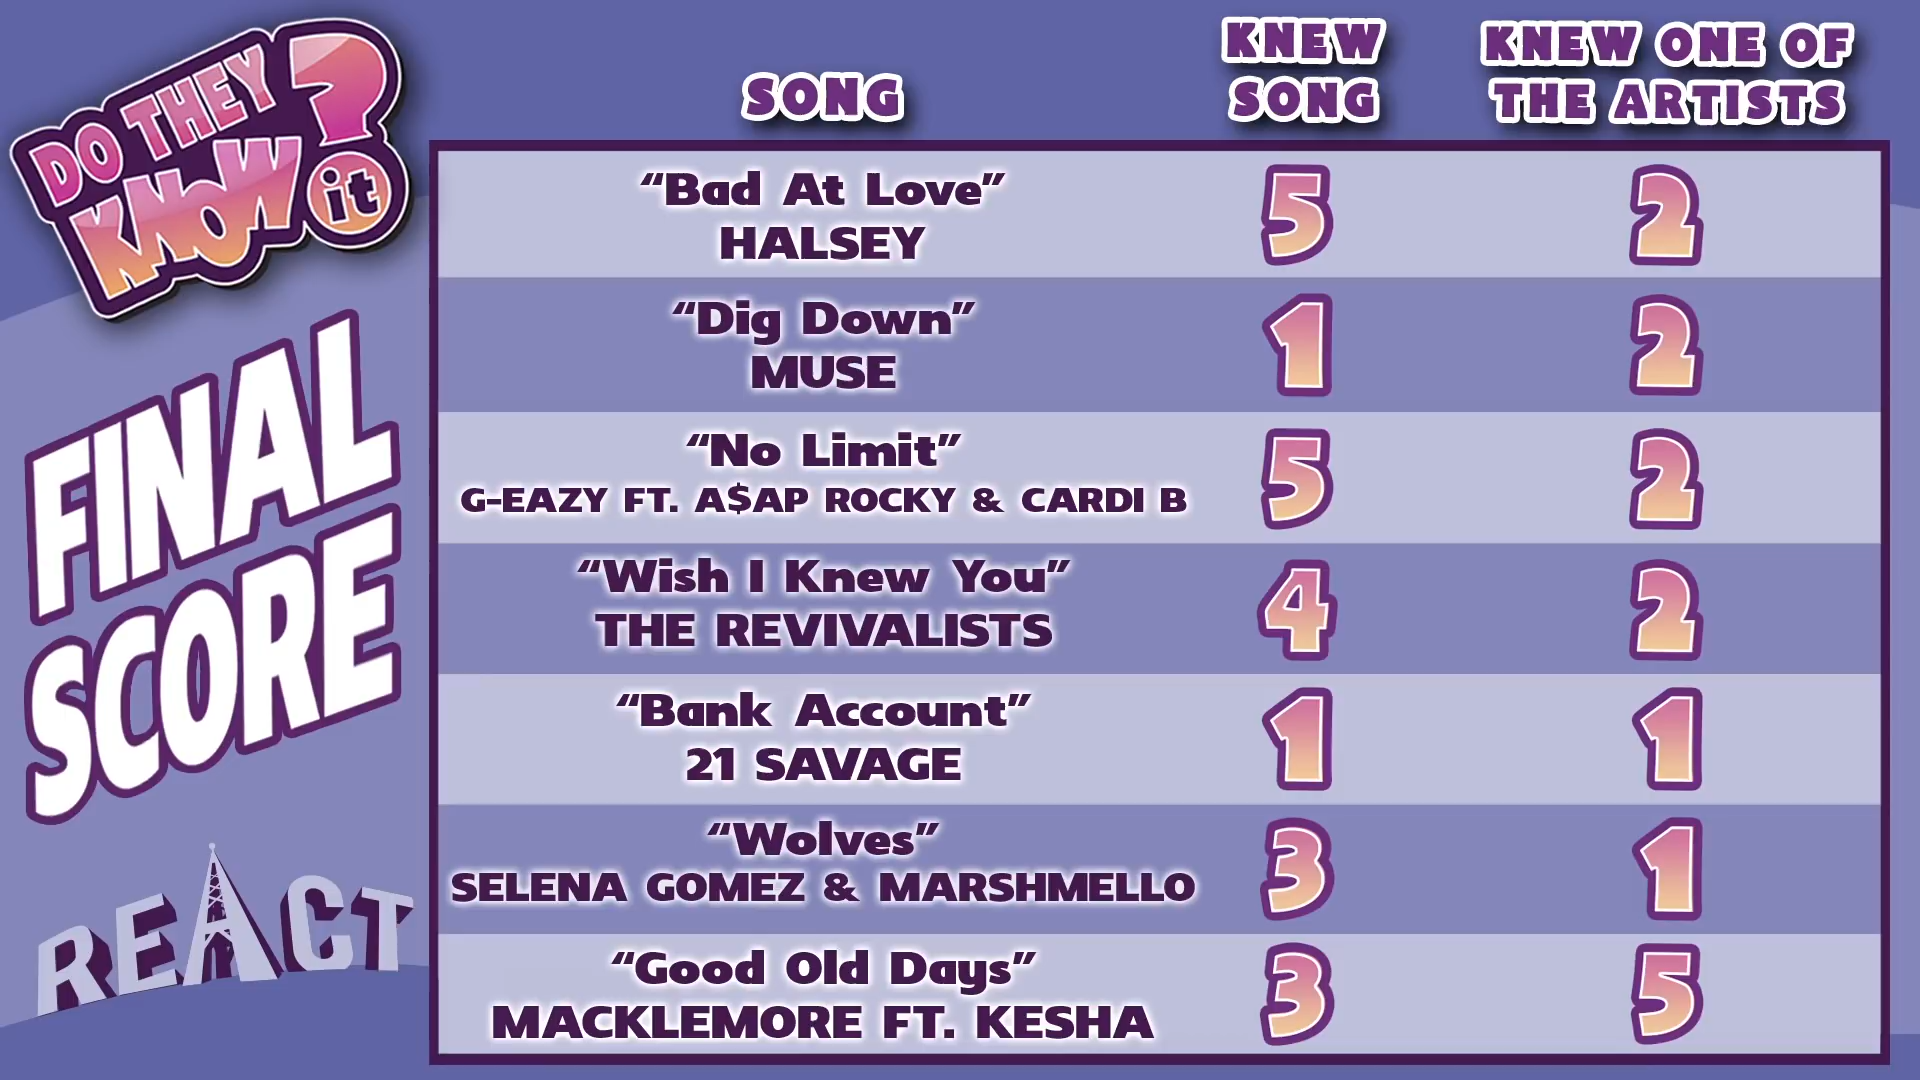 DO THEY
KNOW it?
FINAL
SCORE
REACT
SONG
KNEW
SONG
KNEW ONE OF
THE ARTISTS
“Bad At Love”
HALSEY
5
2
“Dig Down”
MUSE
1
2
“No Limit”
G-EAZY FT. A$AP ROCKY & CARDI B
5
2
“Wish I Knew You”
THE REVIVALISTS
4
2
“Bank Account”
21 SAVAGE
1
1
“Wolves”
SELENA GOMEZ & MARSHMELLO
3
1
“Good Old Days”
MACKLEMORE FT. KESHA
3
5